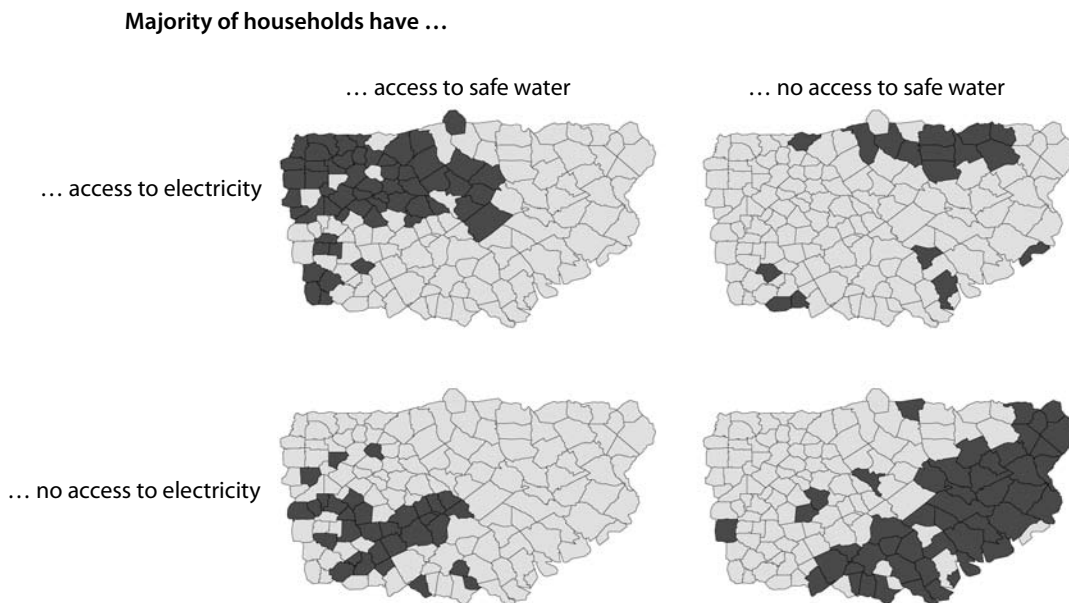 Majority of households have …
… access to safe water
… no access to safe water
… access to electricity
… no access to electricity